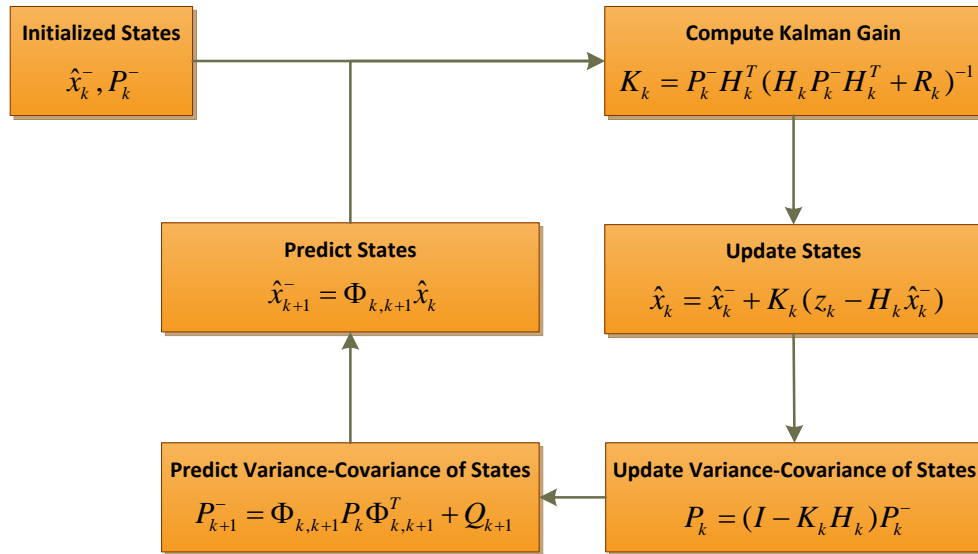 Initialized States
x̂ₖ⁻, Pₖ⁻
Compute Kalman Gain
Kₖ = Pₖ⁻Hₖᵀ(HₖPₖ⁻Hₖᵀ + Rₖ)⁻¹
Predict States
x̂ₖ₊₁⁻ = Φₖ,ₖ₊₁x̂ₖ
Update States
x̂ₖ = x̂ₖ⁻ + Kₖ(zₖ − Hₖx̂ₖ⁻)
Predict Variance-Covariance of States
Pₖ₊₁⁻ = Φₖ,ₖ₊₁PₖΦᵀₖ,ₖ₊₁ + Qₖ₊₁
Update Variance-Covariance of States
Pₖ = (I − KₖHₖ)Pₖ⁻